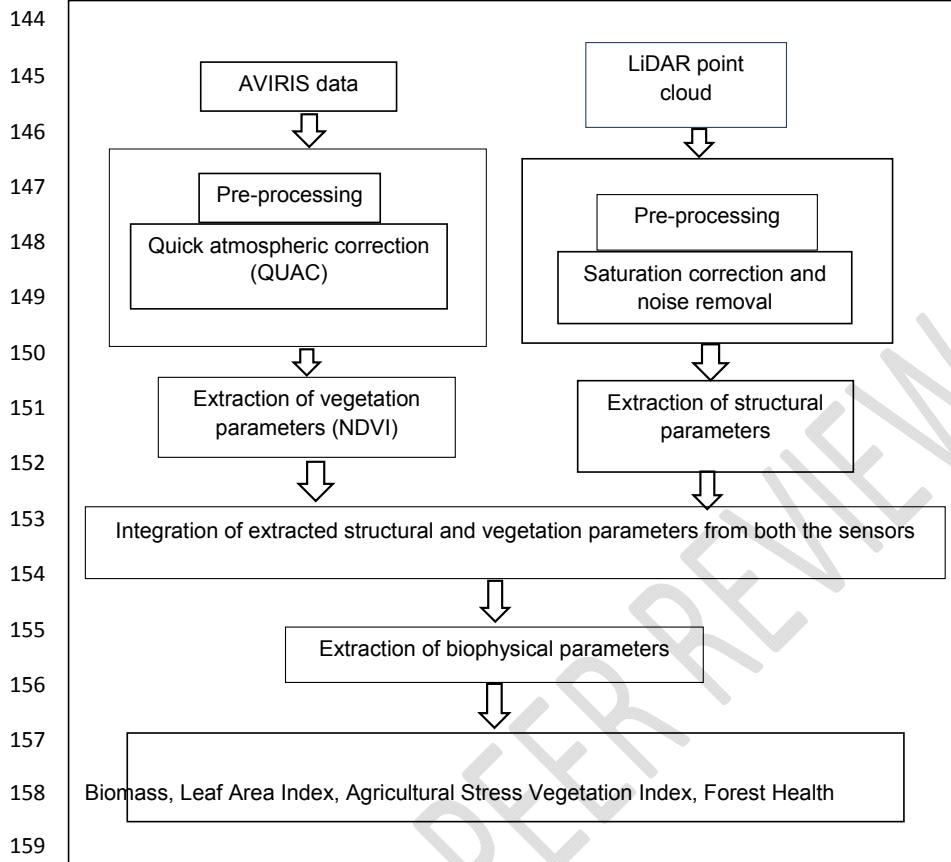 144
145
146
147
148
149
150
151
152
153
154
155
156
157
158
159
AVIRIS data
LiDAR point
cloud
Pre-processing
Quick atmospheric correction
(QUAC)
Pre-processing
Saturation correction and
noise removal
Extraction of vegetation
parameters (NDVI)
Extraction of structural
parameters
Integration of extracted structural and vegetation parameters from both the sensors
Extraction of biophysical parameters
Biomass, Leaf Area Index, Agricultural Stress Vegetation Index, Forest Health
PEER REVIEW